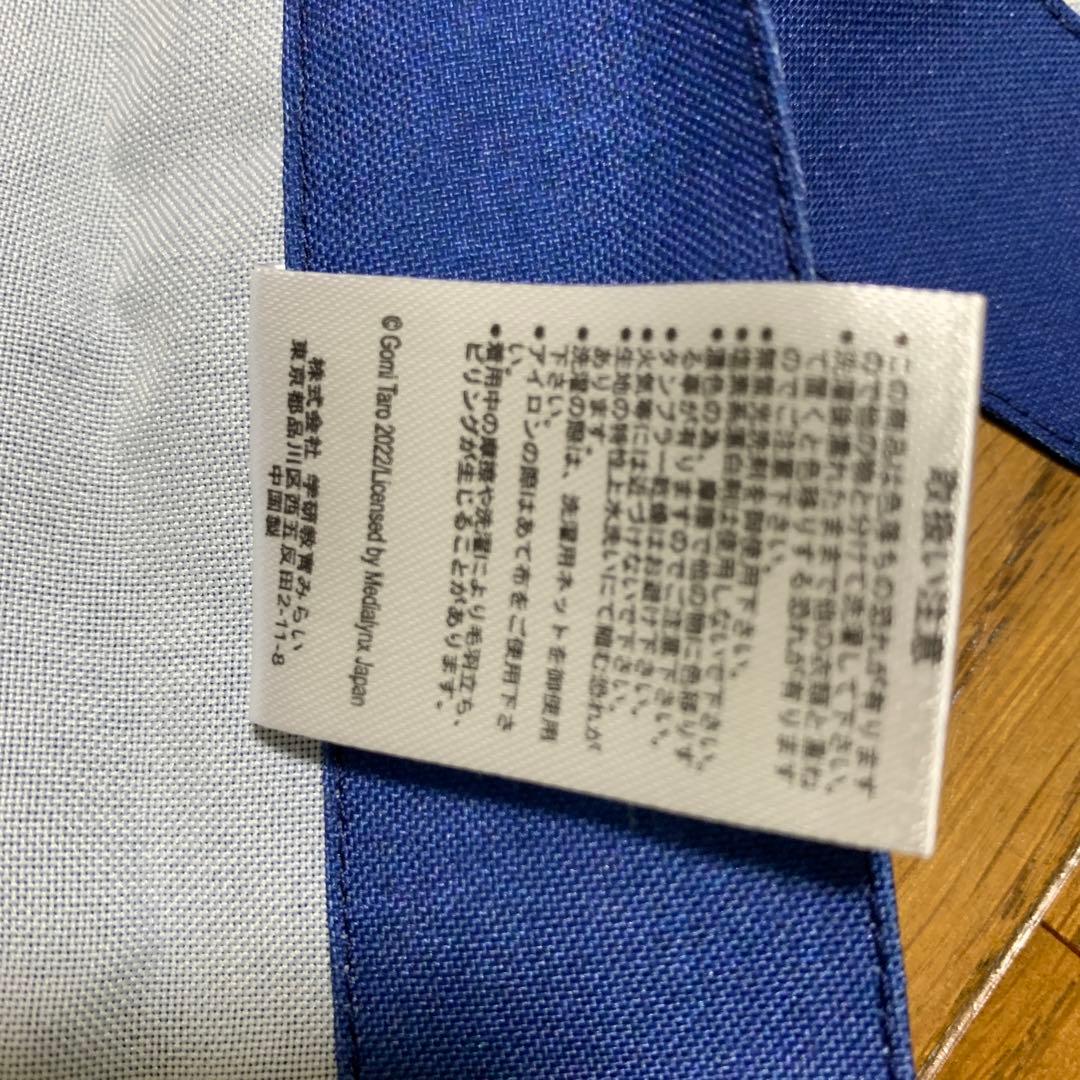 取扱い注意
• この商品は色落ちの恐れが有ります
ので他の物と分けて洗濯して下さい。
• 洗濯後濡れたままで他の衣類と重ね
て置くと色移りする恐れが有ります
のでご注意下さい。
• 無蛍光洗剤を御使用下さい。
• 塩素系漂白剤は使用しないで下さい。
• 濃色の為、摩擦で他の物に色移りす
る事が有りますのでご注意下さい。
• タンブラー乾燥はお避け下さい。
• 火気等には近づけないで下さい。
• 生地の特性上水洗いにて縮む恐れが
あります。
• 洗濯の際は、洗濯用ネットを御使用
下さい。
• アイロンの際はあて布をご使用下さ
い。
• 着用中の摩擦や洗濯により毛羽立ち、
ピリングが生じることがあります。
© Gomi Taro 2022/Licensed by Medialynx Japan
株式会社 学研教育みらい
東京都品川区西五反田2-11-8
中国製